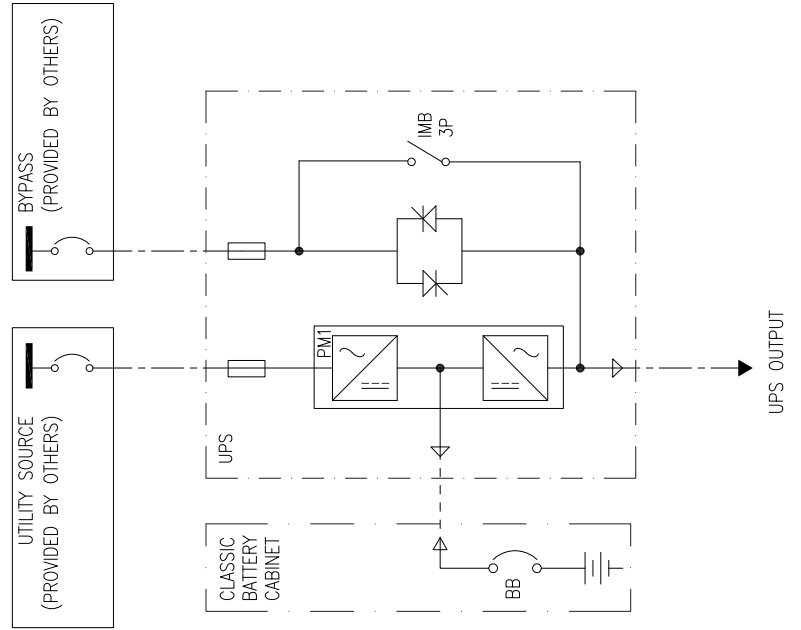 BYPASS
(PROVIDED BY OTHERS)
IMB
3P
UTILITY SOURCE
(PROVIDED BY OTHERS)
PM1
UPS
UPS OUTPUT
CLASSIC
BATTERY
CABINET
BB